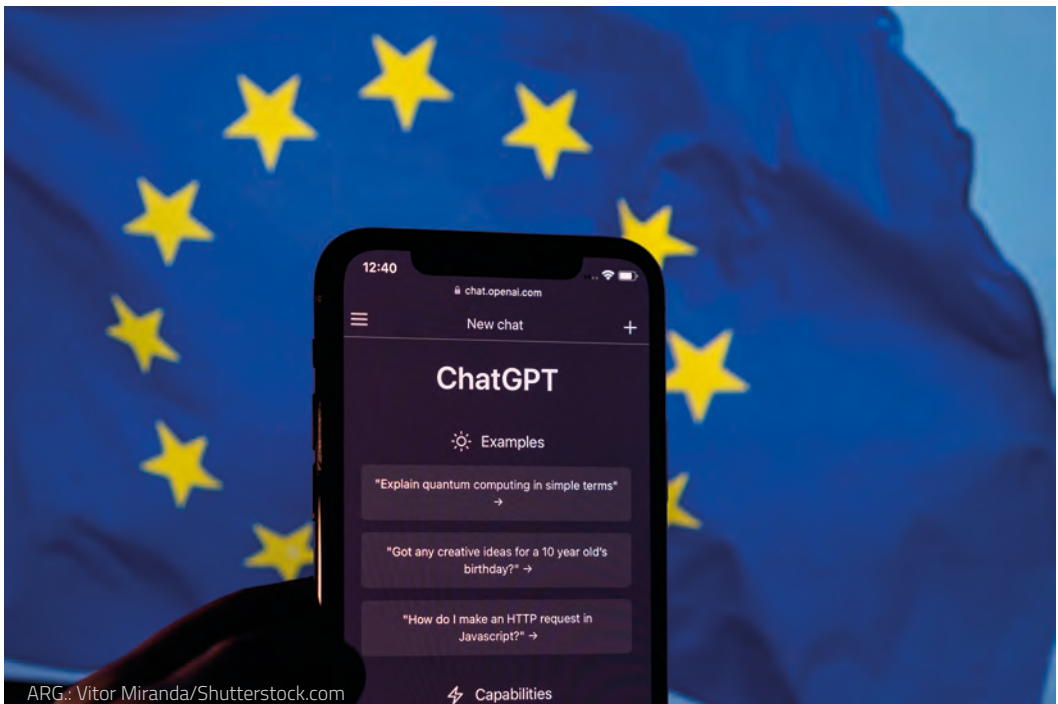 12:40
chat.openai.com
New chat
+
ChatGPT
Examples
"Explain quantum computing in simple terms"
→
"Got any creative ideas for a 10 year old's
birthday?" →
"How do I make an HTTP request in
Javascript?" →
Capabilities
ARG.: Vitor Miranda/Shutterstock.com